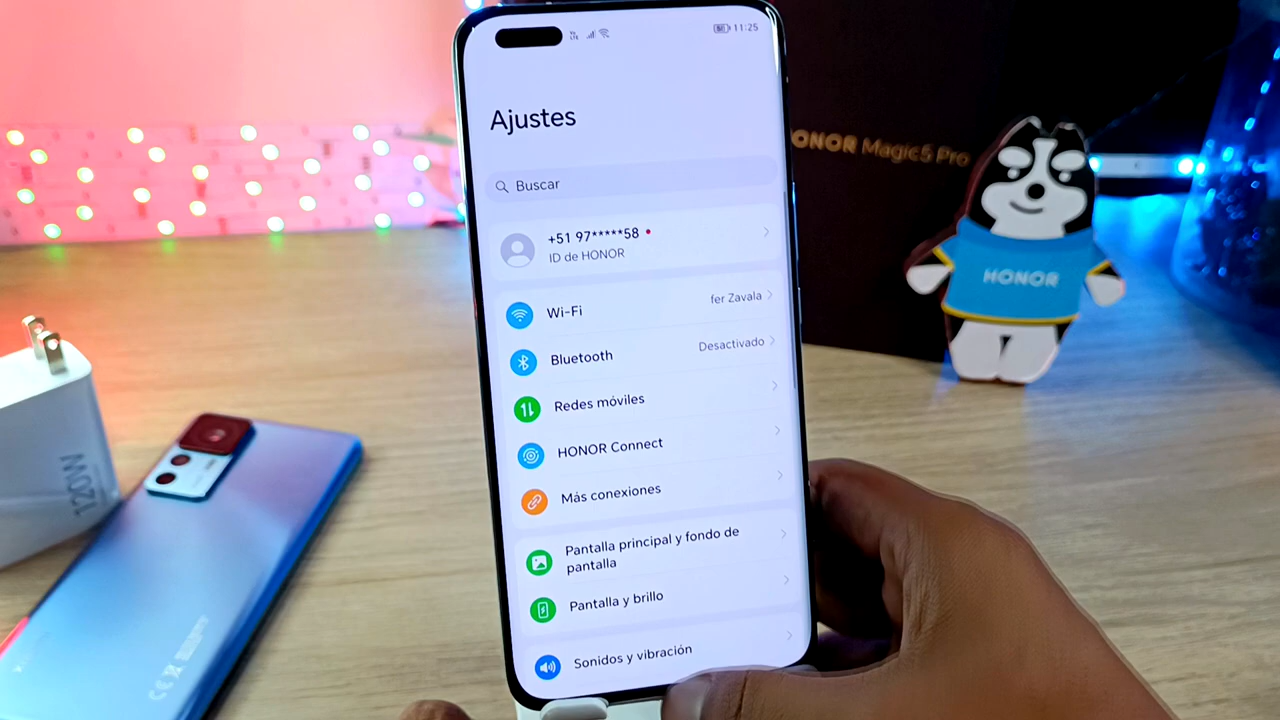 11:25
Ajustes
Buscar
+51 97*****58
ID de HONOR
Wi-Fi
fer Zavala
Bluetooth
Desactivado
Redes móviles
HONOR Connect
Más conexiones
Pantalla principal y fondo de
pantalla
Pantalla y brillo
Sonidos y vibración
HONOR Magic5 Pro
HONOR
120W